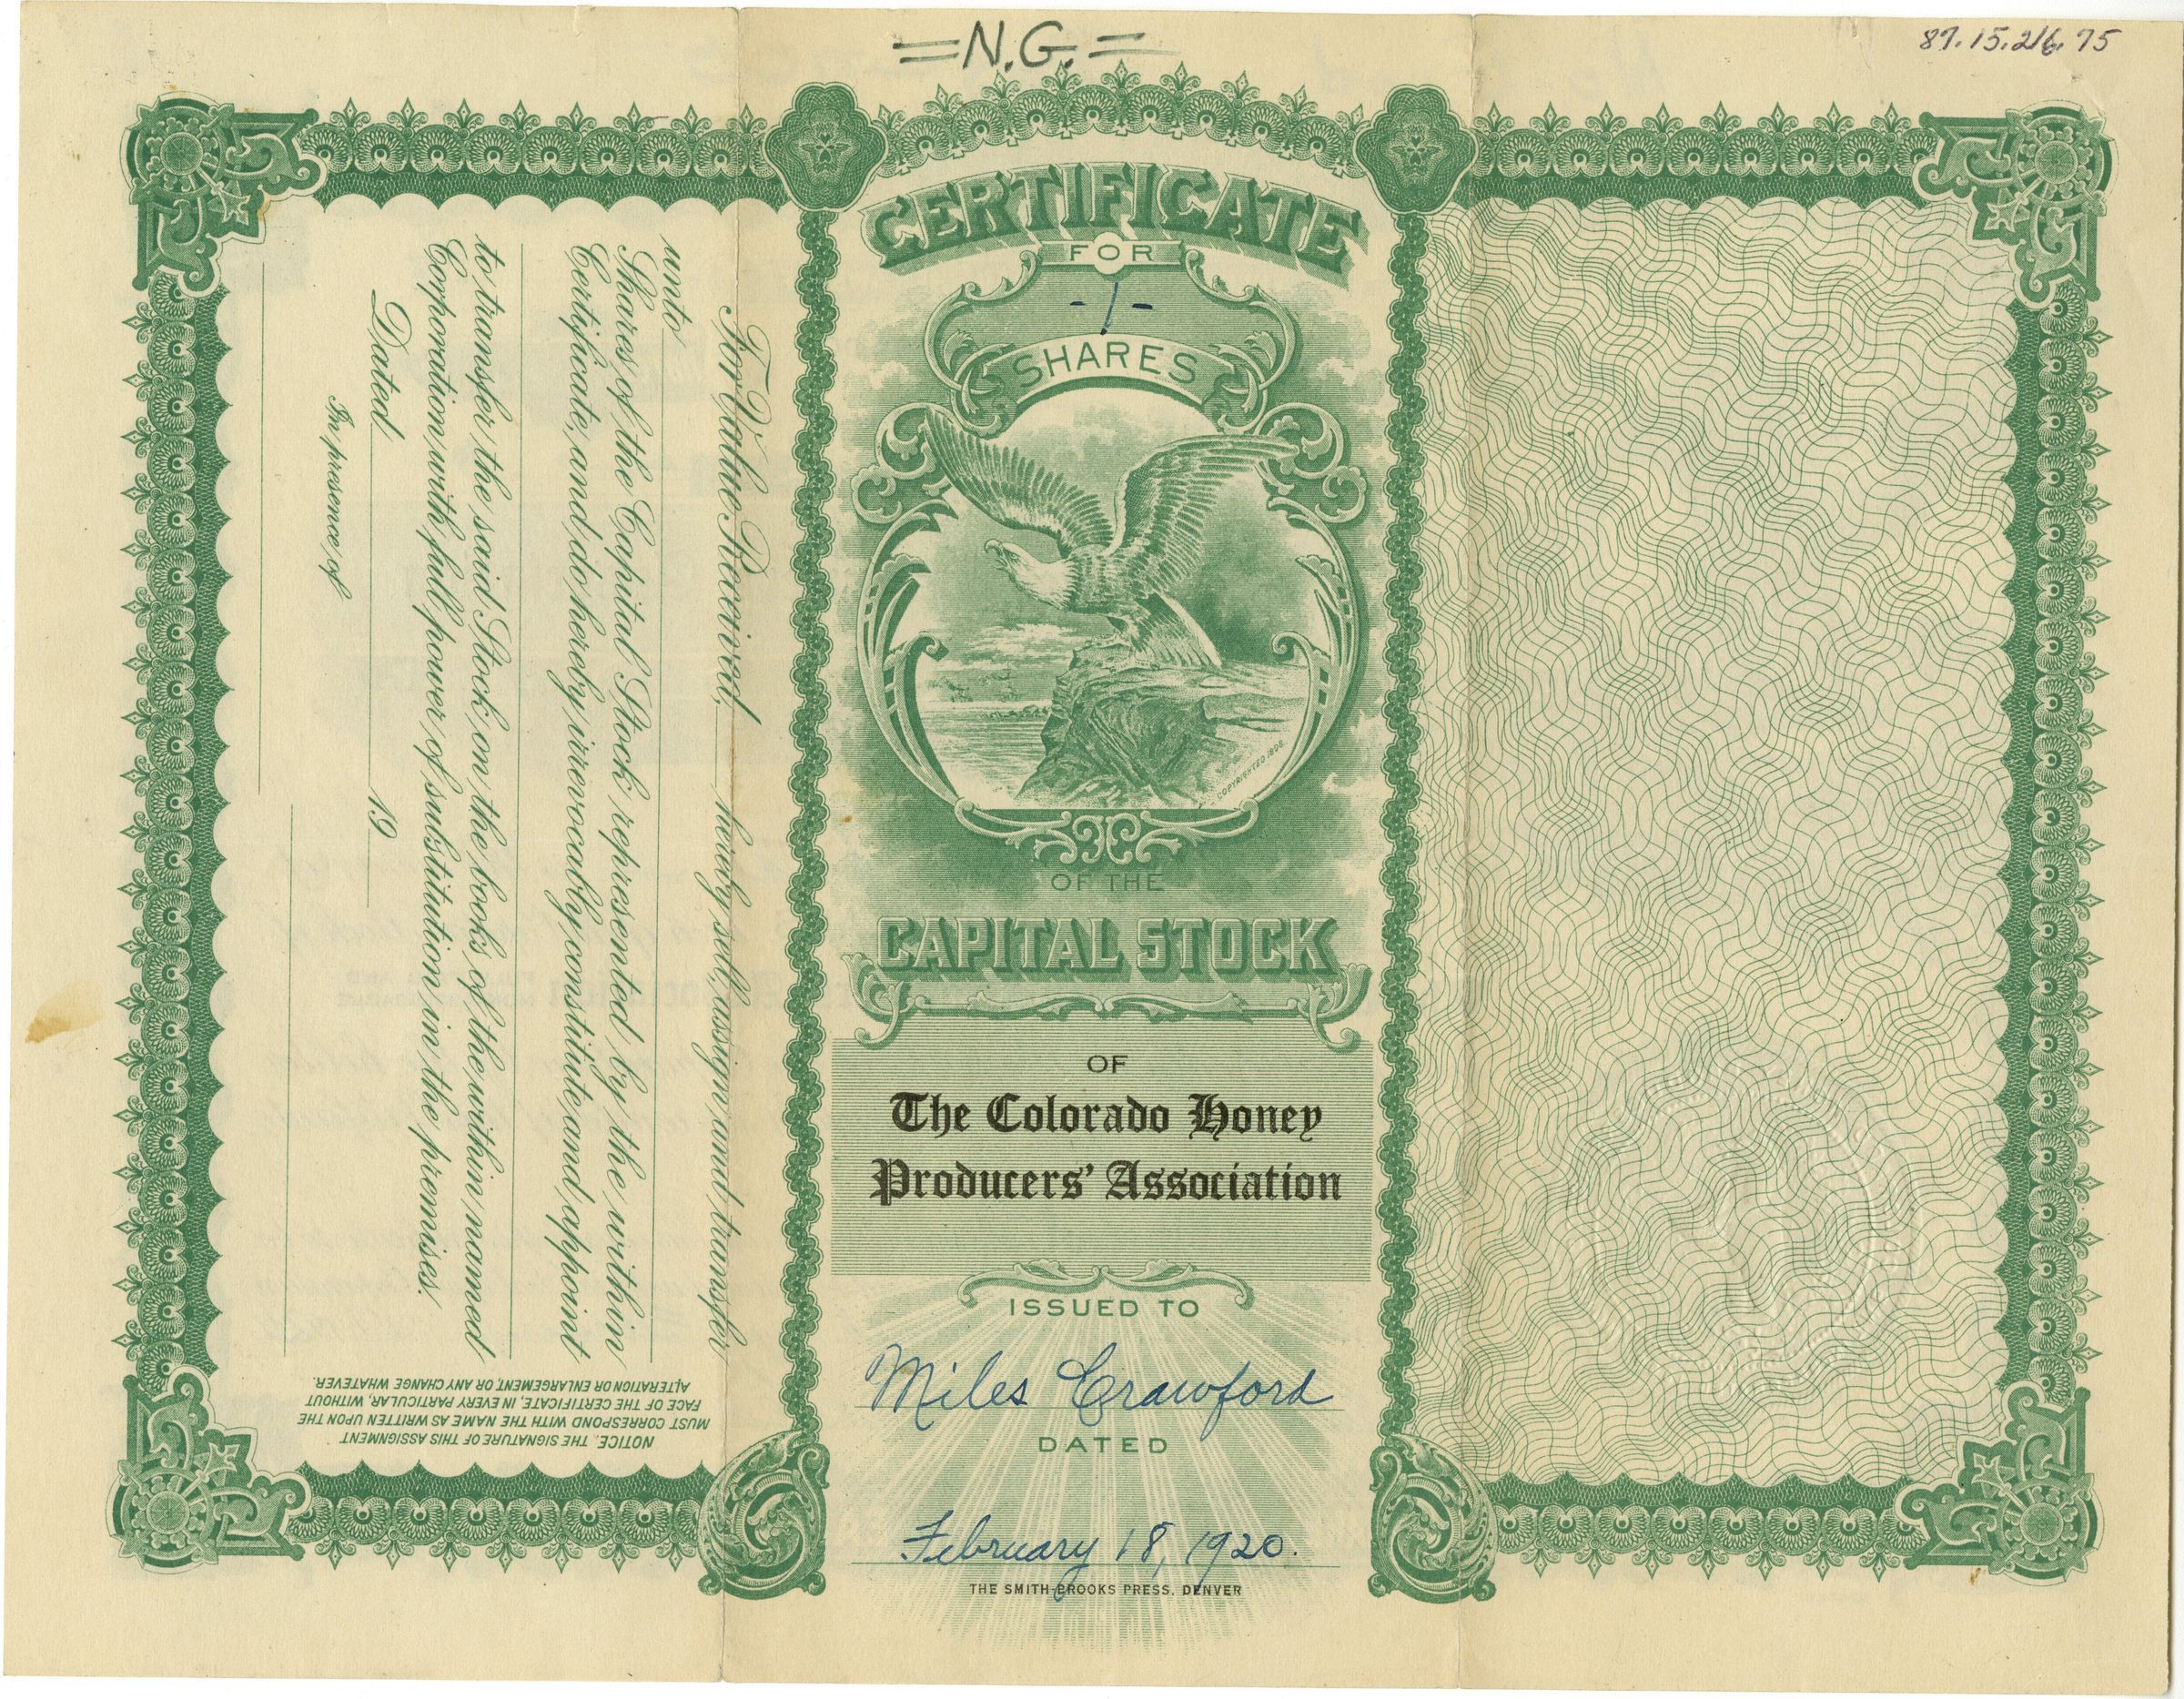 =N.G.=
87.15.216.75
CERTIFICATE
FOR
-1-
SHARES
COPYRIGHTED 1898.
OF THE
CAPITAL STOCK
OF
The Colorado Honey
Producers' Association
ISSUED TO
Miles Crawford
DATED
February 18, 1920.
THE SMITH-BROOKS PRESS, DENVER
For Value Received, hereby sell, assign and transfer
unto
Shares of the Capital Stock represented by the within
Certificate, and do hereby irrevocably constitute and appoint
to transfer the said Stock on the books of the within named
Corporation with full power of substitution in the premises.
Dated 19
In presence of
NOTICE. THE SIGNATURE OF THIS ASSIGNMENT
MUST CORRESPOND WITH THE NAME AS WRITTEN UPON THE
FACE OF THE CERTIFICATE, IN EVERY PARTICULAR, WITHOUT
ALTERATION OR ENLARGEMENT, OR ANY CHANGE WHATEVER.